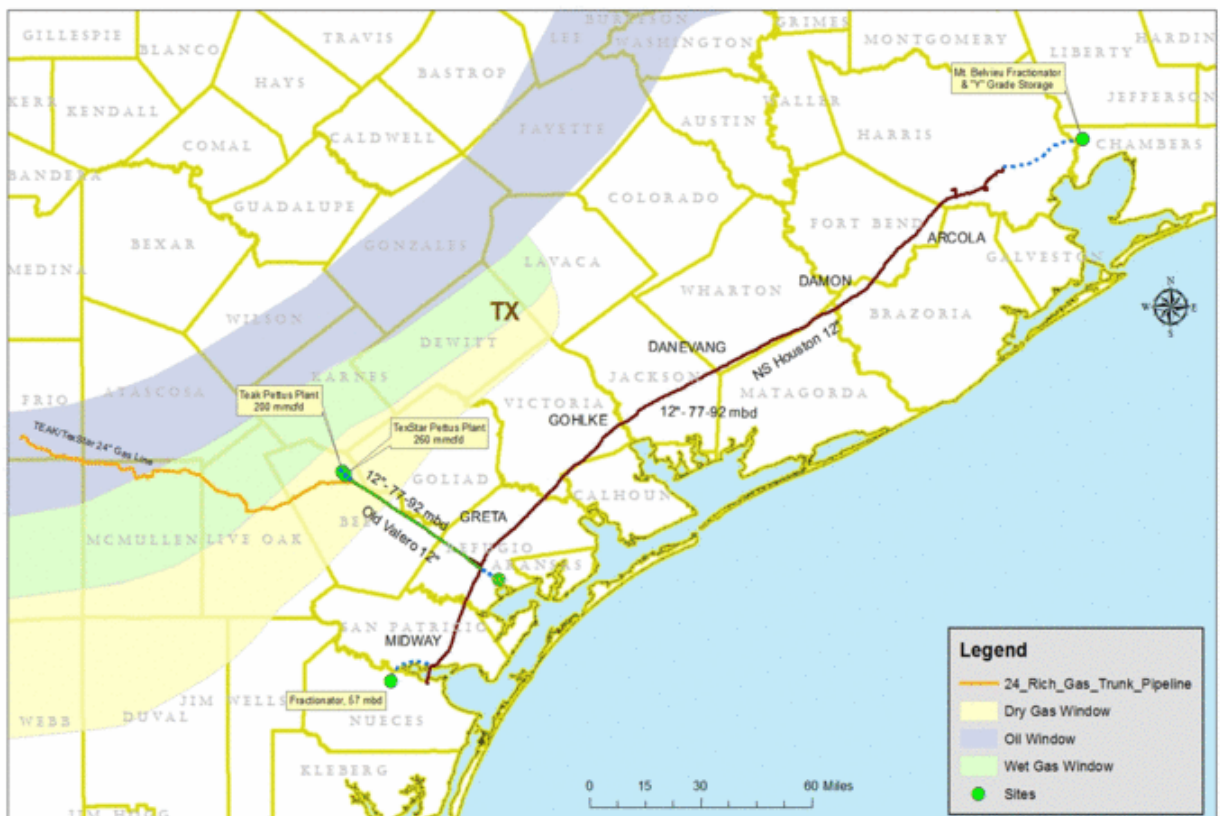 GILLESPIE
BLANCO
TRAVIS
LEE
BURLESON
WASHINGTON
GRIMES
MONTGOMERY
LIBERTY
HARDIN
HAYS
BASTROP
Mt. Belvieu Fractionator
& "Y" Grade Storage
KERR
KENDALL
WALLER
JEFFERSON
COMAL
CALDWELL
FAYETTE
AUSTIN
HARRIS
CHAMBERS
BANDERA
GUADALUPE
COLORADO
FORT BEND
BEXAR
GONZALES
LAVACA
ARCOLA
MEDINA
GALVESTON
WHARTON
DAMON
N
W E
S
WILSON
TX
BRAZORIA
DEWITT
DANEVANG
NS Houston 12"
FRIO
ATASCOSA
KARNES
JACKSON
MATAGORDA
Teak Pettus Plant
200 mmcfd
VICTORIA
GOHLKE
12"- 77-92 mbd
TEAK/TexStar 24" Gas Line
TexStar Pettus Plant
260 mmcfd
GOLIAD
12"- 77-92 mbd
Old Valero 12"
CALHOUN
MCMULLEN
LIVE OAK
BEE
GRETA
REFUGIO
ARANSAS
SAN PATRICIO
MIDWAY
WEBB
DUVAL
JIM WELLS
Fractionator, 57 mbd
NUECES
KLEBERG
JIM HOGG
0 15 30 60 Miles
Legend
24_Rich_Gas_Trunk_Pipeline
Dry Gas Window
Oil Window
Wet Gas Window
Sites